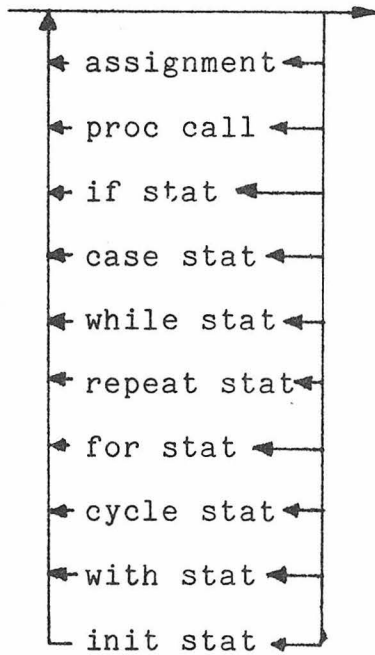 assignment
proc call
if stat
case stat
while stat
repeat stat
for stat
cycle stat
with stat
init stat